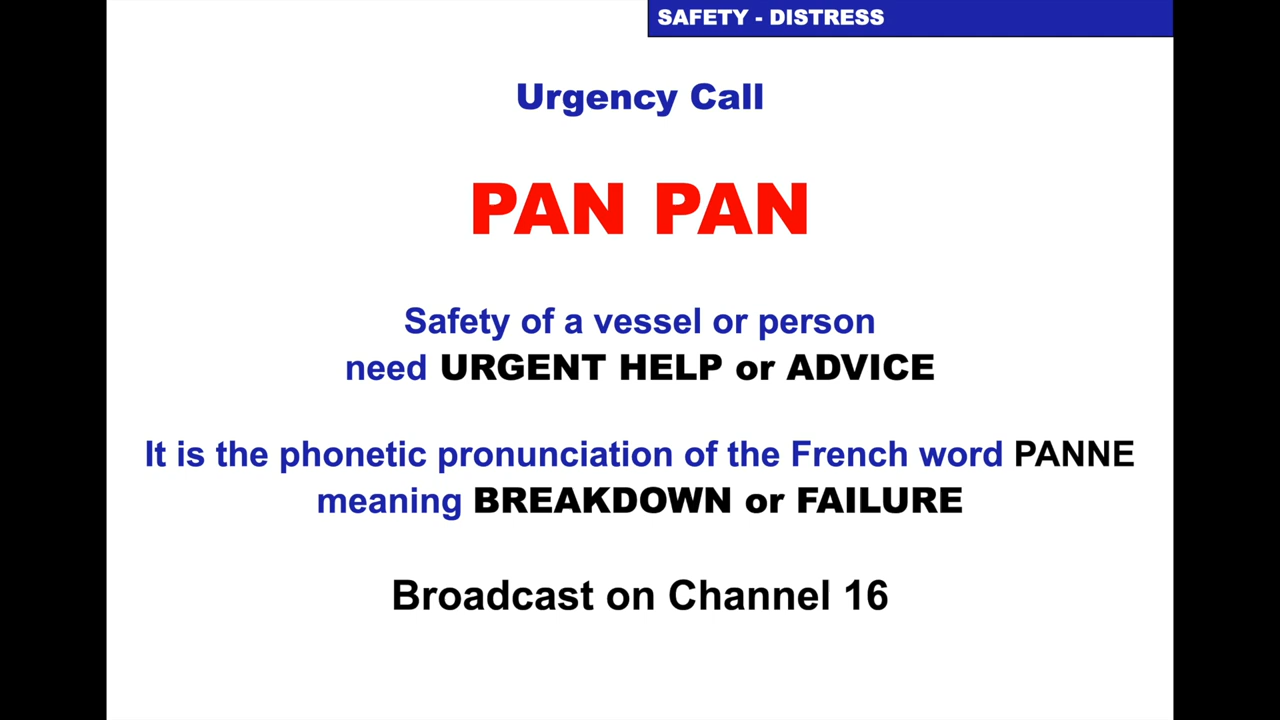 SAFETY - DISTRESS
Urgency Call
PAN PAN
Safety of a vessel or person
need URGENT HELP or ADVICE
It is the phonetic pronunciation of the French word PANNE
meaning BREAKDOWN or FAILURE
Broadcast on Channel 16